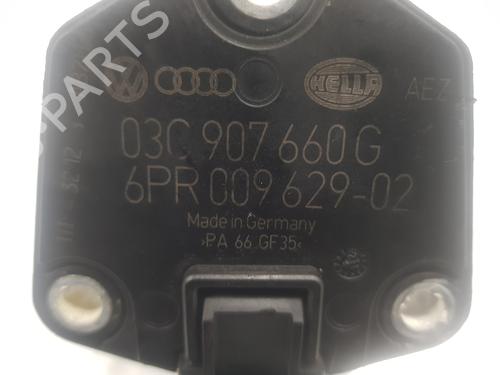 HELLA
AEZ
03C 907 660 G
6PR 009 629-02
Made in Germany
>PA 66 GF35<
PARTS